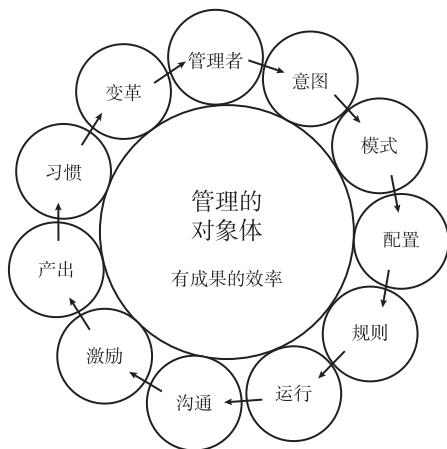 管理者
意图
模式
配置
规则
运行
沟通
激励
产出
习惯
变革
管理的
对象体
有成果的效率